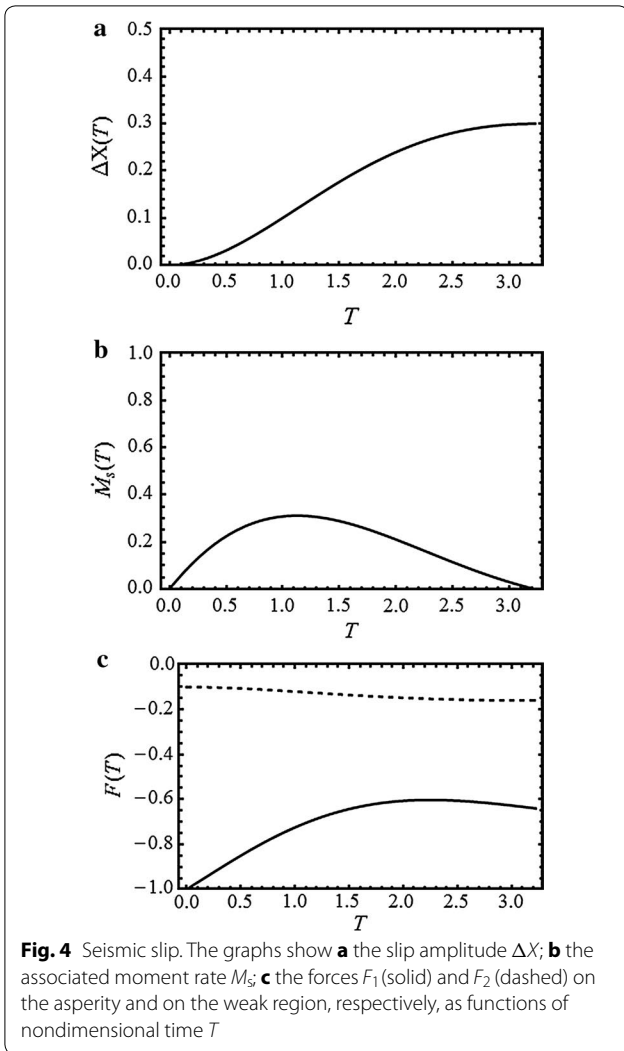 a
0.5
0.4
0.3
0.2
0.1
0.0
ΔX(T)
0.0 0.5 1.0 1.5 2.0 2.5 3.0
T
b
1.0
0.8
0.6
0.4
0.2
0.0
Ṁs(T)
0.0 0.5 1.0 1.5 2.0 2.5 3.0
T
c
0.0
−0.2
−0.4
−0.6
−0.8
−1.0
F(T)
0.0 0.5 1.0 1.5 2.0 2.5 3.0
T
Fig. 4 Seismic slip. The graphs show a the slip amplitude ΔX; b the
associated moment rate Ms; c the forces F1 (solid) and F2 (dashed) on
the asperity and on the weak region, respectively, as functions of
nondimensional time T